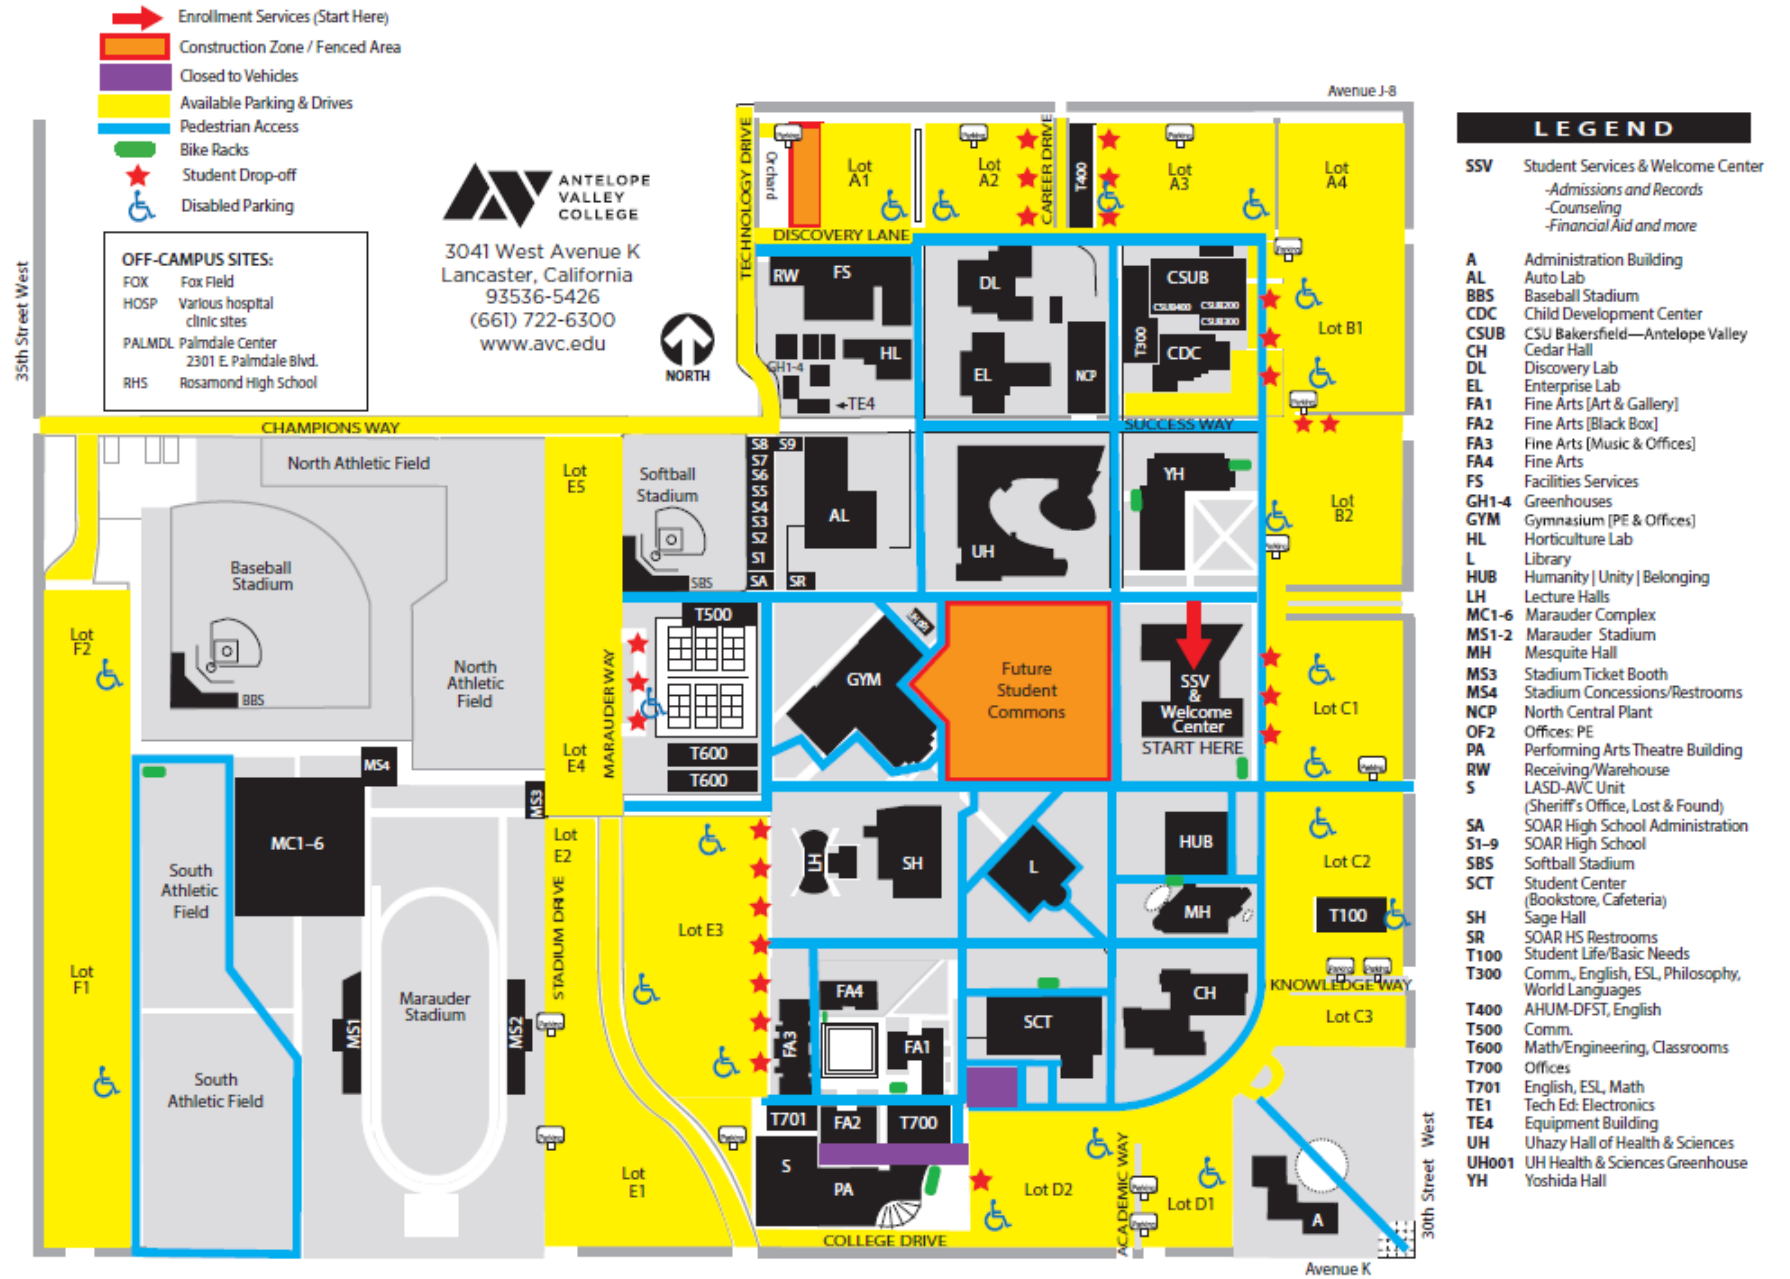 Enrollment Services (Start Here)
Construction Zone / Fenced Area
Closed to Vehicles
Available Parking & Drives
Pedestrian Access
Bike Racks
Student Drop-off
Disabled Parking
OFF-CAMPUS SITES:
FOX Fox Field
HOSP Various hospital
clinic sites
PALMDL Palmdale Center
2301 E. Palmdale Blvd.
RHS Rosamond High School
ANTELOPE
VALLEY
COLLEGE
3041 West Avenue K
Lancaster, California
93536-5426
(661) 722-6300
www.avc.edu
NORTH
35th Street West
Avenue J-8
TECHNOLOGY DRIVE
Orchard
Lot
A1
Lot
A2
CAREER DRIVE
T400
Lot
A3
Lot
A4
DISCOVERY LANE
RW
FS
DL
CSUB
CSUB400 CSUB200
CSUB300
T300
CDC
Lot B1
HL
GH1-4
TE4
EL
NCP
CHAMPIONS WAY
SUCCESS WAY
North Athletic Field
Lot
E5
Softball
Stadium
S8 S9
S7
S6
S5
S4
S3
S2
S1
SA
SR
AL
UH
YH
Lot
B2
Baseball
Stadium
SBS
BBS
Lot
F2
North
Athletic
Field
MARAUDER WAY
T500
T600
T600
GYM
Future
Student
Commons
SSV
&
Welcome
Center
START HERE
Lot C1
Lot
E4
MS4
MS3
MC1-6
South
Athletic
Field
Lot
E2
STADIUM DRIVE
Lot E3
LH
SH
L
HUB
MH
Lot C2
T100
KNOWLEDGE WAY
Lot C3
Lot
F1
MS1
Marauder
Stadium
MS2
South
Athletic Field
FA4
FA3
FA1
SCT
CH
T701
FA2
T700
S
PA
Lot
E1
Lot D2
ACADEMIC WAY
Lot D1
A
COLLEGE DRIVE
30th Street West
Avenue K
LEGEND
SSV Student Services & Welcome Center
-Admissions and Records
-Counseling
-Financial Aid and more
A Administration Building
AL Auto Lab
BBS Baseball Stadium
CDC Child Development Center
CSUB CSU Bakersfield—Antelope Valley
CH Cedar Hall
DL Discovery Lab
EL Enterprise Lab
FA1 Fine Arts [Art & Gallery]
FA2 Fine Arts [Black Box]
FA3 Fine Arts [Music & Offices]
FA4 Fine Arts
FS Facilities Services
GH1-4 Greenhouses
GYM Gymnasium [PE & Offices]
HL Horticulture Lab
L Library
HUB Humanity | Unity | Belonging
LH Lecture Halls
MC1-6 Marauder Complex
MS1-2 Marauder Stadium
MH Mesquite Hall
MS3 Stadium Ticket Booth
MS4 Stadium Concessions/Restrooms
NCP North Central Plant
OF2 Offices: PE
PA Performing Arts Theatre Building
RW Receiving/Warehouse
S LASD-AVC Unit
(Sheriff's Office, Lost & Found)
SA SOAR High School Administration
S1-9 SOAR High School
SBS Softball Stadium
SCT Student Center
(Bookstore, Cafeteria)
SH Sage Hall
SR SOAR HS Restrooms
T100 Student Life/Basic Needs
T300 Comm., English, ESL, Philosophy,
World Languages
T400 AHUM-DFST, English
T500 Comm.
T600 Math/Engineering, Classrooms
T700 Offices
T701 English, ESL, Math
TE1 Tech Ed: Electronics
TE4 Equipment Building
UH Uhazy Hall of Health & Sciences
UH001 UH Health & Sciences Greenhouse
YH Yoshida Hall